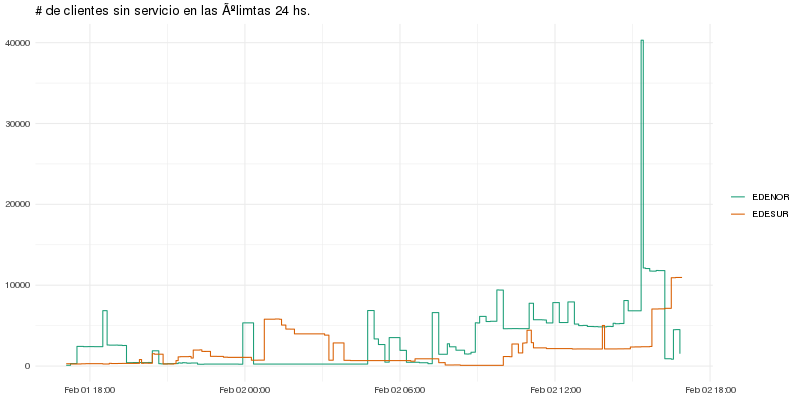 # de clientes sin servicio en las Ãºlimtas 24 hs.
40000
30000
20000
10000
0
EDENOR
EDESUR
Feb 01 18:00
Feb 02 00:00
Feb 02 06:00
Feb 02 12:00
Feb 02 18:00